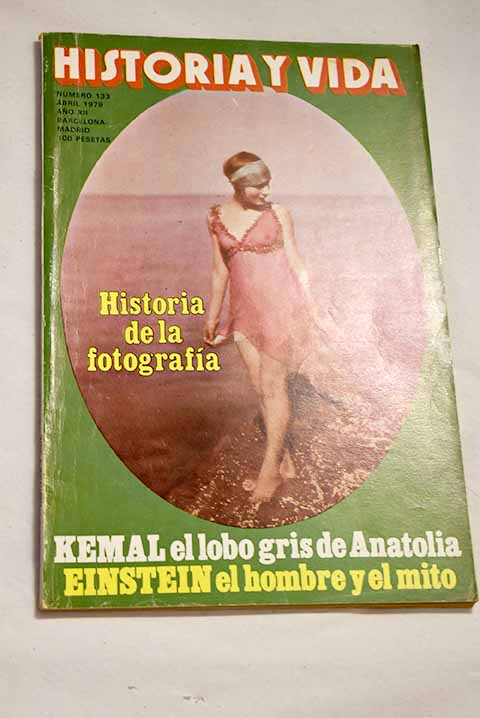 HISTORIA Y VIDA
NUMERO 133
ABRIL 1979
AÑO XII
BARCELONA-
MADRID
100 PESETAS
Historia
de la
fotografía
KEMAL el lobo gris de Anatolia
EINSTEIN el hombre y el mito